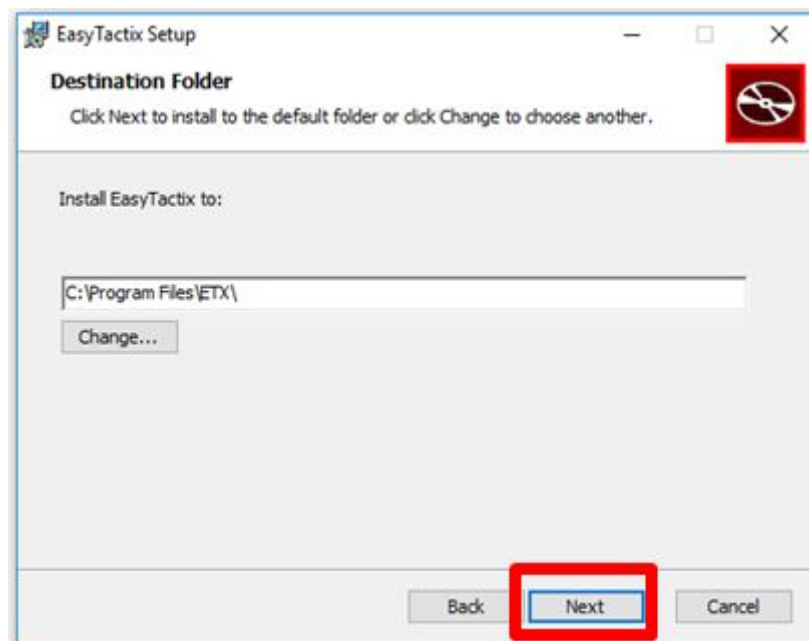 EasyTactix Setup
Destination Folder
Click Next to install to the default folder or click Change to choose another.
Install EasyTactix to:
C:\Program Files\ETX\
Change...
Back Next Cancel